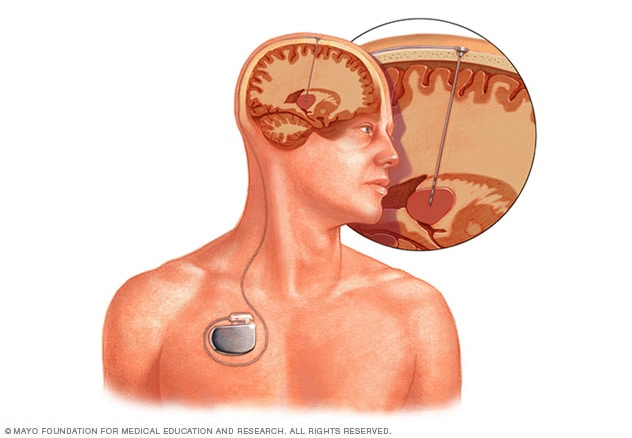 © MAYO FOUNDATION FOR MEDICAL EDUCATION AND RESEARCH. ALL RIGHTS RESERVED.